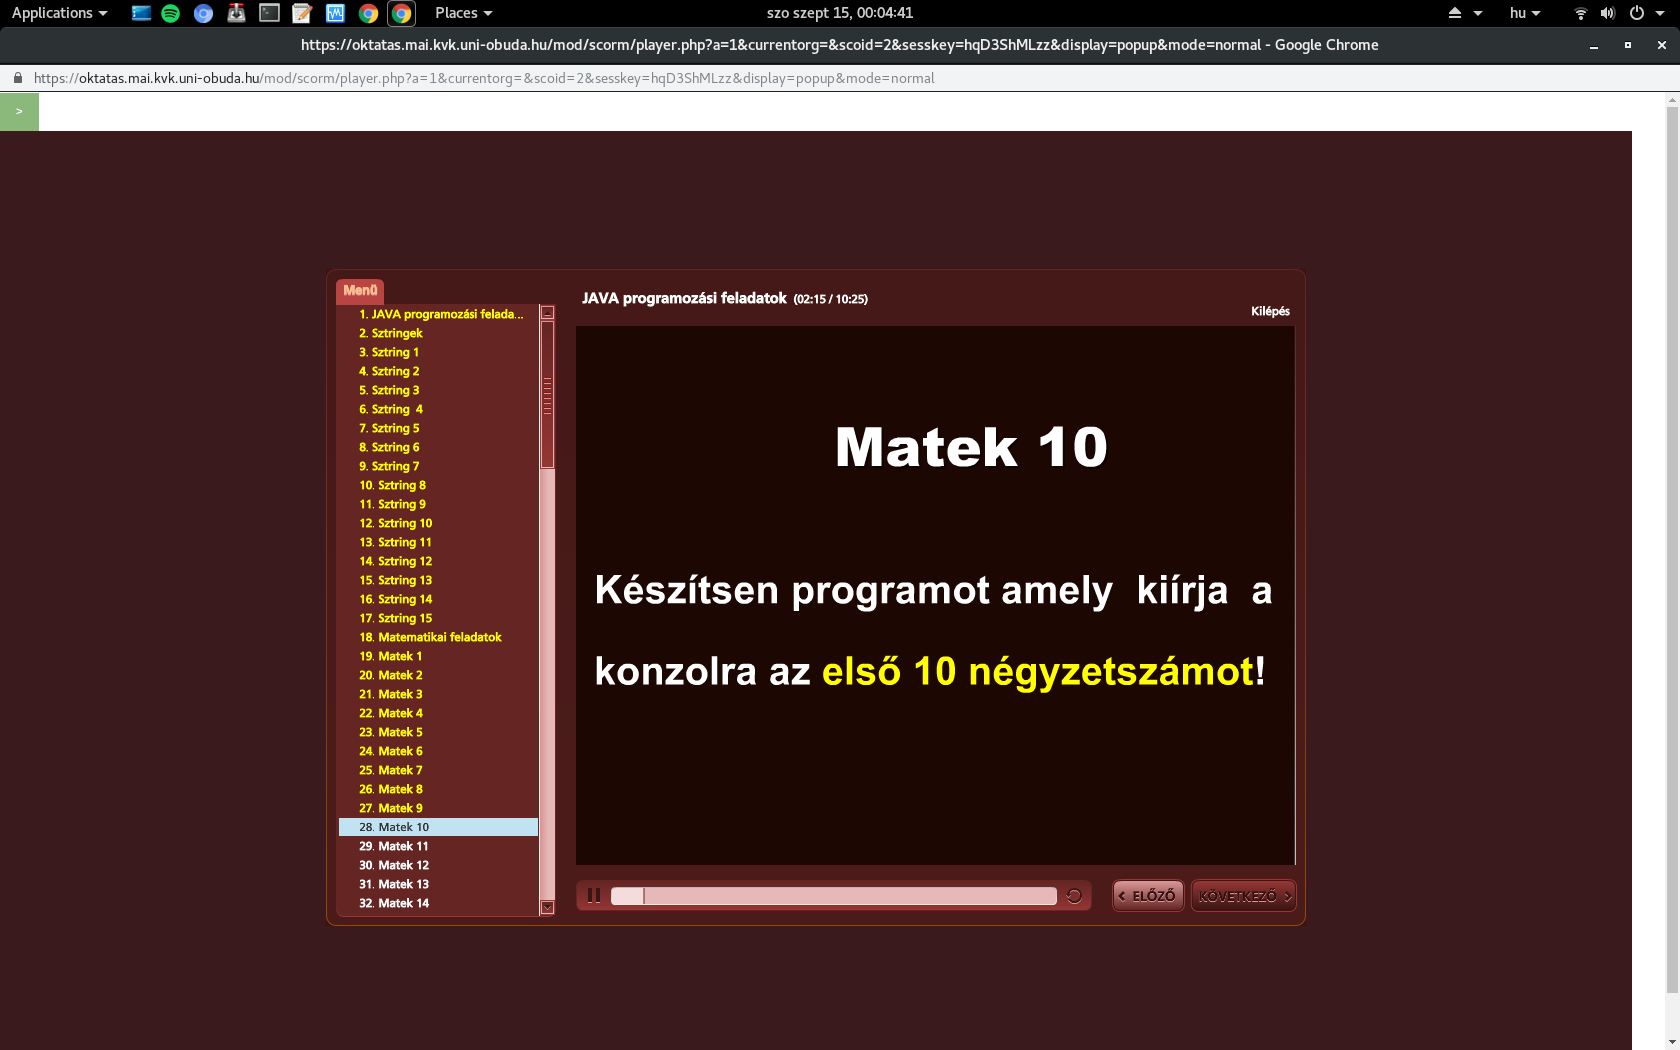 Applications
Places
szo szept 15, 00:04:41
hu
https://oktatas.mai.kvk.uni-obuda.hu/mod/scorm/player.php?a=1&currentorg=&scoid=2&sesskey=hqD3ShMLzz&display=popup&mode=normal - Google Chrome
https://oktatas.mai.kvk.uni-obuda.hu/mod/scorm/player.php?a=1&currentorg=&scoid=2&sesskey=hqD3ShMLzz&display=popup&mode=normal
>
Menü
1. JAVA programozási felada...
2. Sztringek
3. Sztring 1
4. Sztring 2
5. Sztring 3
6. Sztring  4
7. Sztring 5
8. Sztring 6
9. Sztring 7
10. Sztring 8
11. Sztring 9
12. Sztring 10
13. Sztring 11
14. Sztring 12
15. Sztring 13
16. Sztring 14
17. Sztring 15
18. Matematikai feladatok
19. Matek 1
20. Matek 2
21. Matek 3
22. Matek 4
23. Matek 5
24. Matek 6
25. Matek 7
26. Matek 8
27. Matek 9
28. Matek 10
29. Matek 11
30. Matek 12
31. Matek 13
32. Matek 14
JAVA programozási feladatok (02:15 / 10:25)
Kilépés
Matek 10
Készítsen programot amely  kiírja  a
konzolra az első 10 négyzetszámot!
< ELŐZŐ
KÖVETKEZŐ >